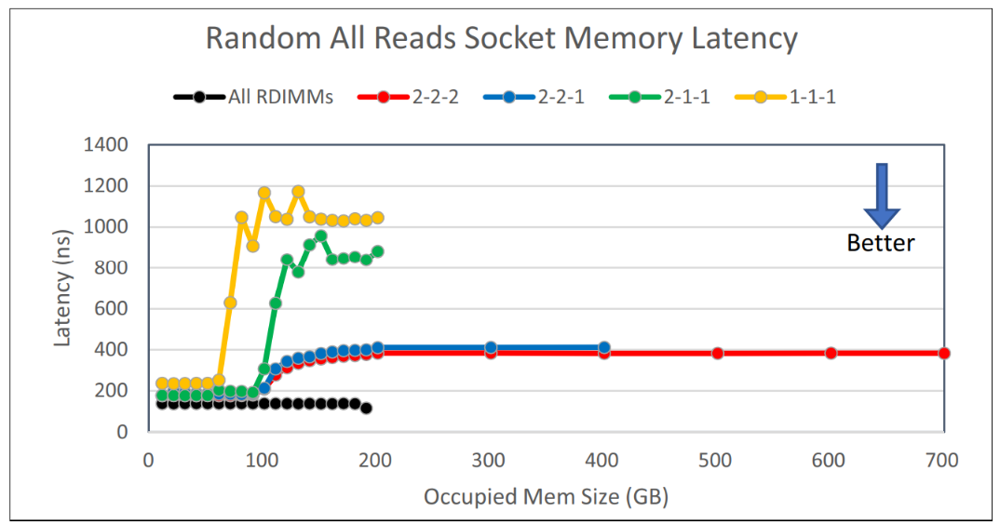 Random All Reads Socket Memory Latency
All RDIMMs 2-2-2 2-2-1 2-1-1 1-1-1
1400
1200
1000
800
600
400
200
0
Latency (ns)
Better
0 100 200 300 400 500 600 700
Occupied Mem Size (GB)